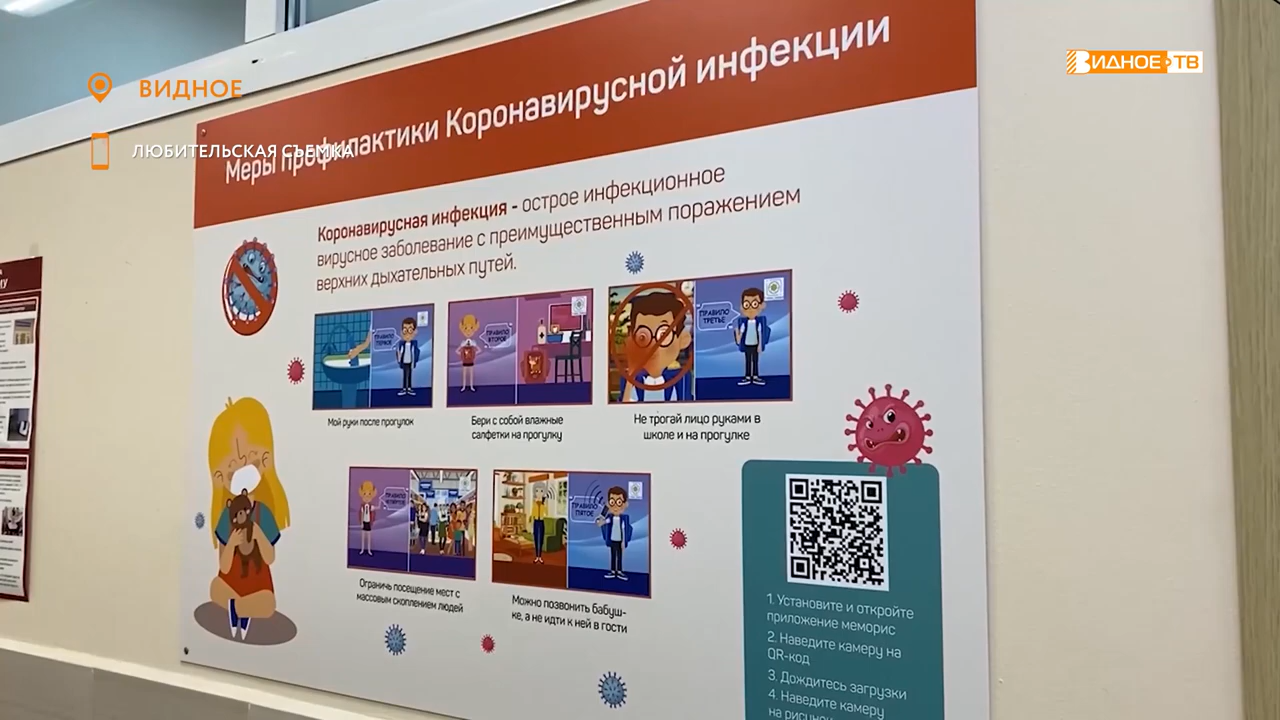 ВИДНОЕ
ЛЮБИТЕЛЬСКАЯ СЪЕМКА
ВИДНОЕ ТВ
Меры профилактики Коронавирусной инфекции
Коронавирусная инфекция - острое инфекционное
вирусное заболевание с преимущественным поражением
верхних дыхательных путей.
ПРАВИЛО
ПЕРВОЕ
ПРАВИЛО
ВТОРОЕ
ПРАВИЛО
ТРЕТЬЕ
Мой руки после прогулок
Бери с собой влажные
салфетки на прогулку
Не трогай лицо руками в
школе и на прогулке
ПРАВИЛО
ЧЕТВЕРТОЕ
ПРАВИЛО
ПЯТОЕ
Ограничь посещение мест с
массовым скоплением людей
Можно позвонить бабуш-
ке, а не идти к ней в гости
1. Установите и откройте
приложение меморис
2. Наведите камеру на
QR-код
3. Дождитесь загрузки
4. Наведите камеру
на рисунок